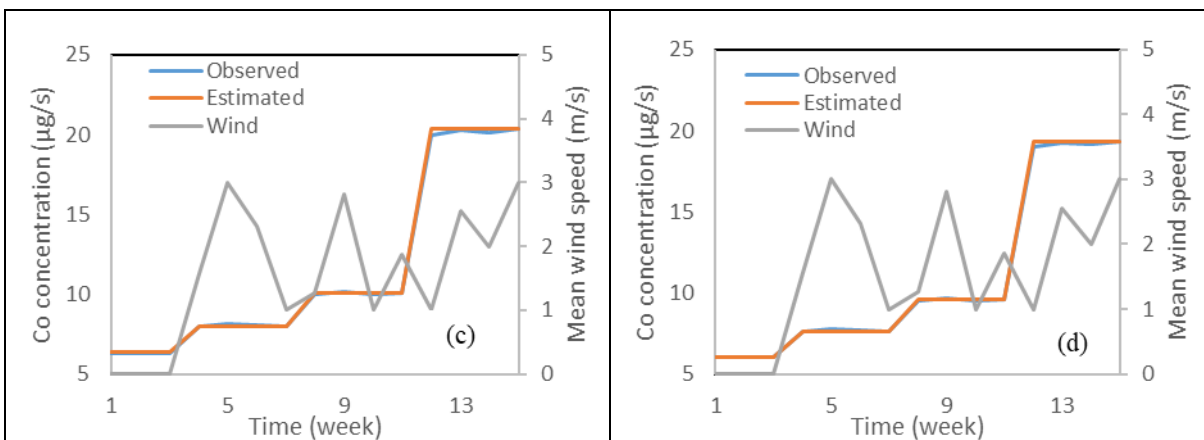 25
20
15
10
5
Co concentration (µg/s)
Observed
Estimated
Wind
5
4
3
2
1
0
Mean wind speed (m/s)
(c)
1 5 9 13
Time (week)
25
20
15
10
5
Co concentration (µg/s)
Observed
Estimated
Wind
5
4
3
2
1
0
Mean wind speed (m/s)
(d)
1 5 9 13
Time (week)